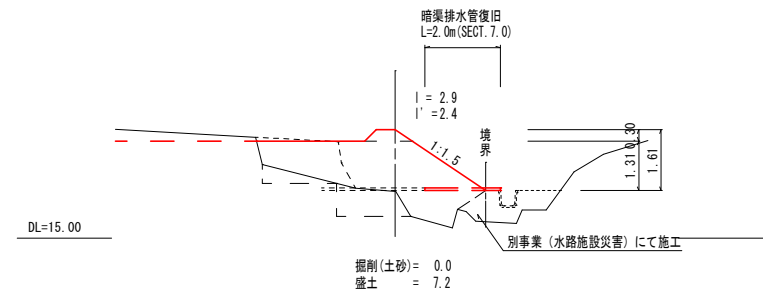 暗渠排水管復旧
L=2.0m(SECT.7.0)
l = 2.9
l' =2.4
境界
1:1.5
0.30
1.31
1.61
DL=15.00
別事業（水路施設災害）にて施工
掘削(土砂)= 0.0
盛土 = 7.2